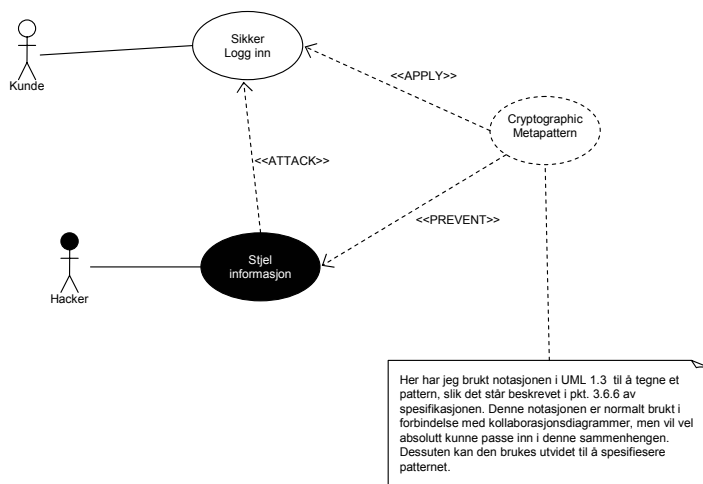 Sikker
Logg inn
<<APPLY>>
Kunde
Cryptographic
Metapattern
<<ATTACK>>
<<PREVENT>>
Stjel
informasjon
Hacker
Her har jeg brukt notasjonen i UML 1.3 til å tegne et
pattern, slik det står beskrevet i pkt. 3.6.6 av
spesifikasjonen. Denne notasjonen er normalt brukt i
forbindelse med kollaborasjonsdiagrammer, men vil vel
absolutt kunne passe inn i denne sammenhengen.
Dessuten kan den brukes utvidet til å spesifiesere
patternet.